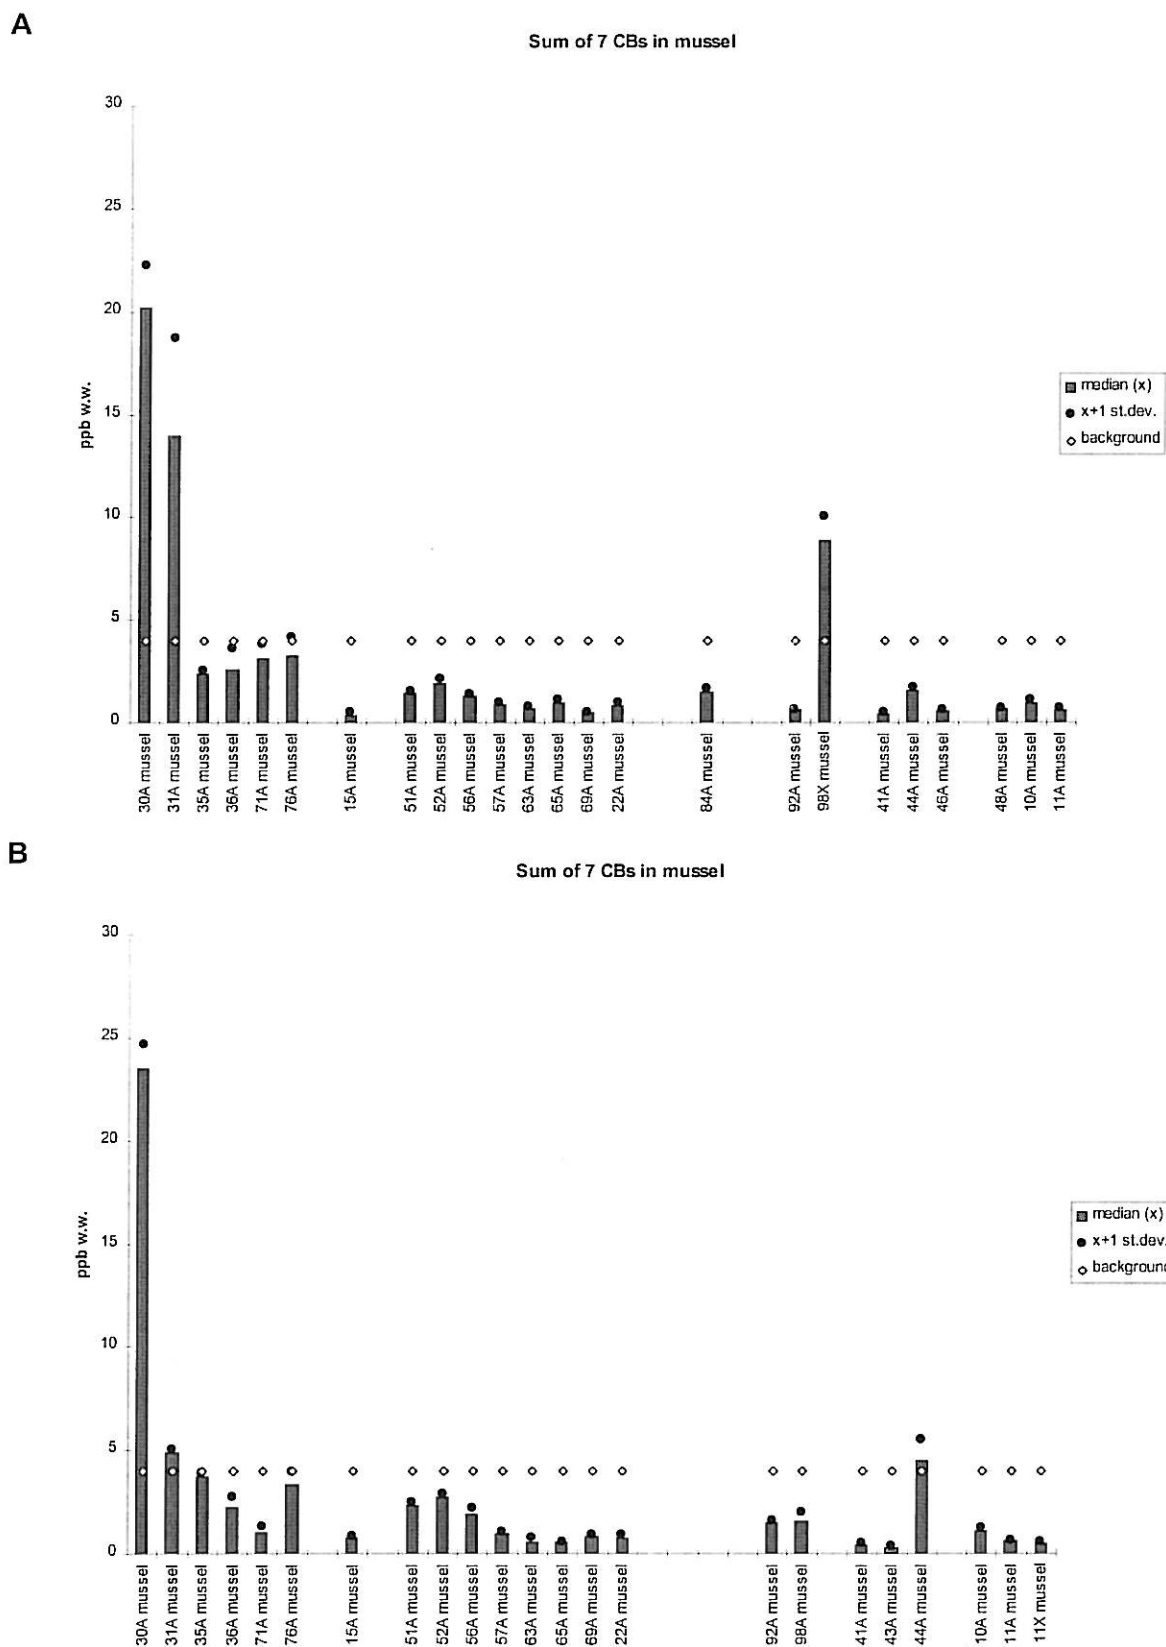 A
Sum of 7 CBs in mussel
30
25
20
15
10
5
0
ppb w.w.
median (x)
x+1 st.dev.
background
30A mussel
31A mussel
35A mussel
36A mussel
71A mussel
76A mussel
15A mussel
51A mussel
52A mussel
56A mussel
57A mussel
63A mussel
65A mussel
69A mussel
22A mussel
84A mussel
92A mussel
98X mussel
41A mussel
44A mussel
46A mussel
48A mussel
10A mussel
11A mussel
B
Sum of 7 CBs in mussel
30
25
20
15
10
5
0
ppb w.w.
median (x)
x+1 st.dev.
background
30A mussel
31A mussel
35A mussel
36A mussel
71A mussel
76A mussel
15A mussel
51A mussel
52A mussel
56A mussel
57A mussel
63A mussel
65A mussel
69A mussel
22A mussel
92A mussel
98A mussel
41A mussel
43A mussel
44A mussel
10A mussel
11A mussel
11X mussel